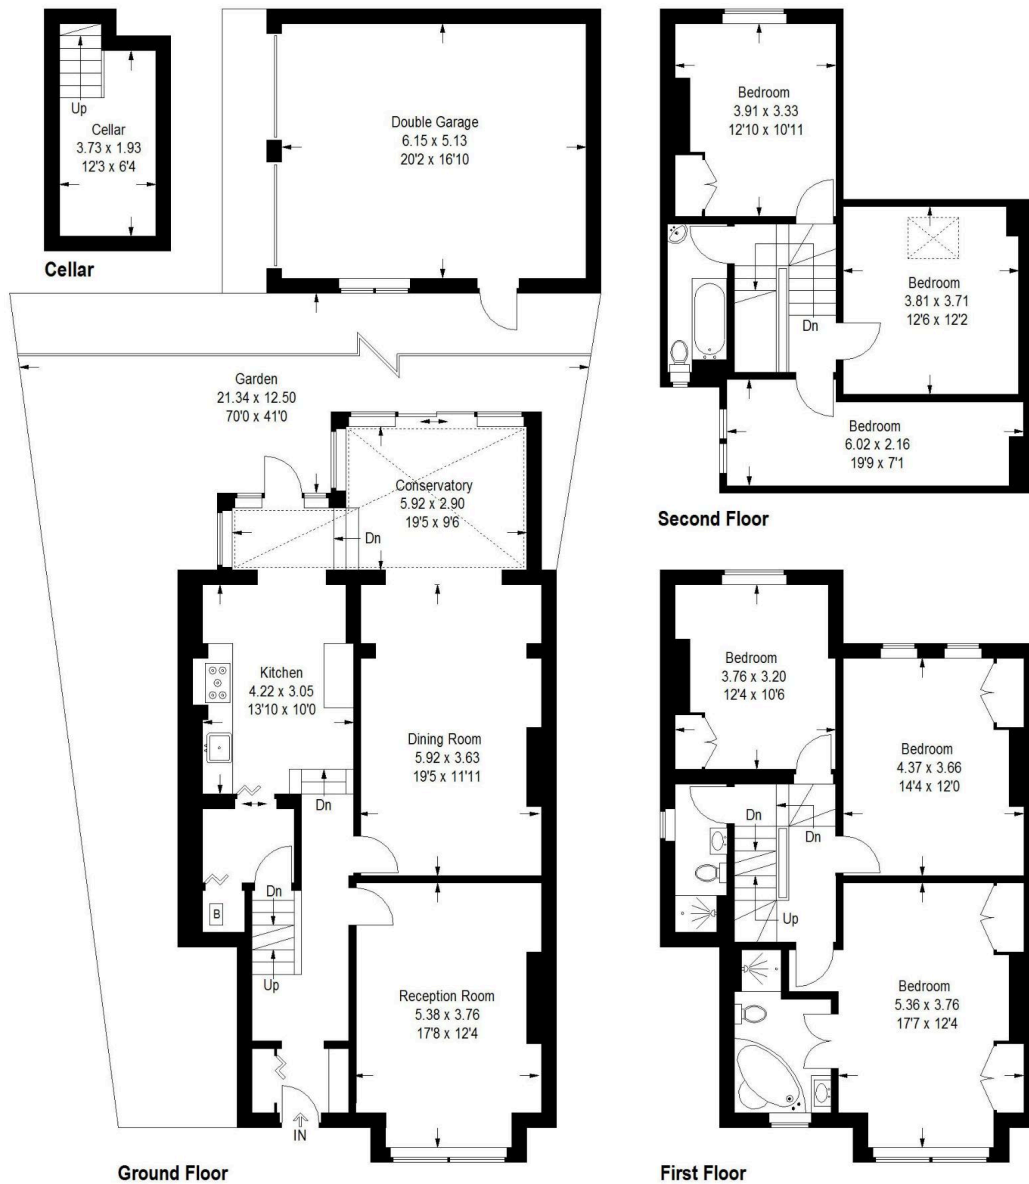 Up
Cellar
3.73 x 1.93
12'3 x 6'4
Cellar
Double Garage
6.15 x 5.13
20'2 x 16'10
Garden
21.34 x 12.50
70'0 x 41'0
Conservatory
5.92 x 2.90
19'5 x 9'6
Dn
Kitchen
4.22 x 3.05
13'10 x 10'0
Dining Room
5.92 x 3.63
19'5 x 11'11
Dn
Dn
B
Up
Reception Room
5.38 x 3.76
17'8 x 12'4
IN
Ground Floor
Bedroom
3.91 x 3.33
12'10 x 10'11
Bedroom
3.81 x 3.71
12'6 x 12'2
Dn
Bedroom
6.02 x 2.16
19'9 x 7'1
Second Floor
Bedroom
3.76 x 3.20
12'4 x 10'6
Bedroom
4.37 x 3.66
14'4 x 12'0
Dn
Dn
Up
Bedroom
5.36 x 3.76
17'7 x 12'4
First Floor